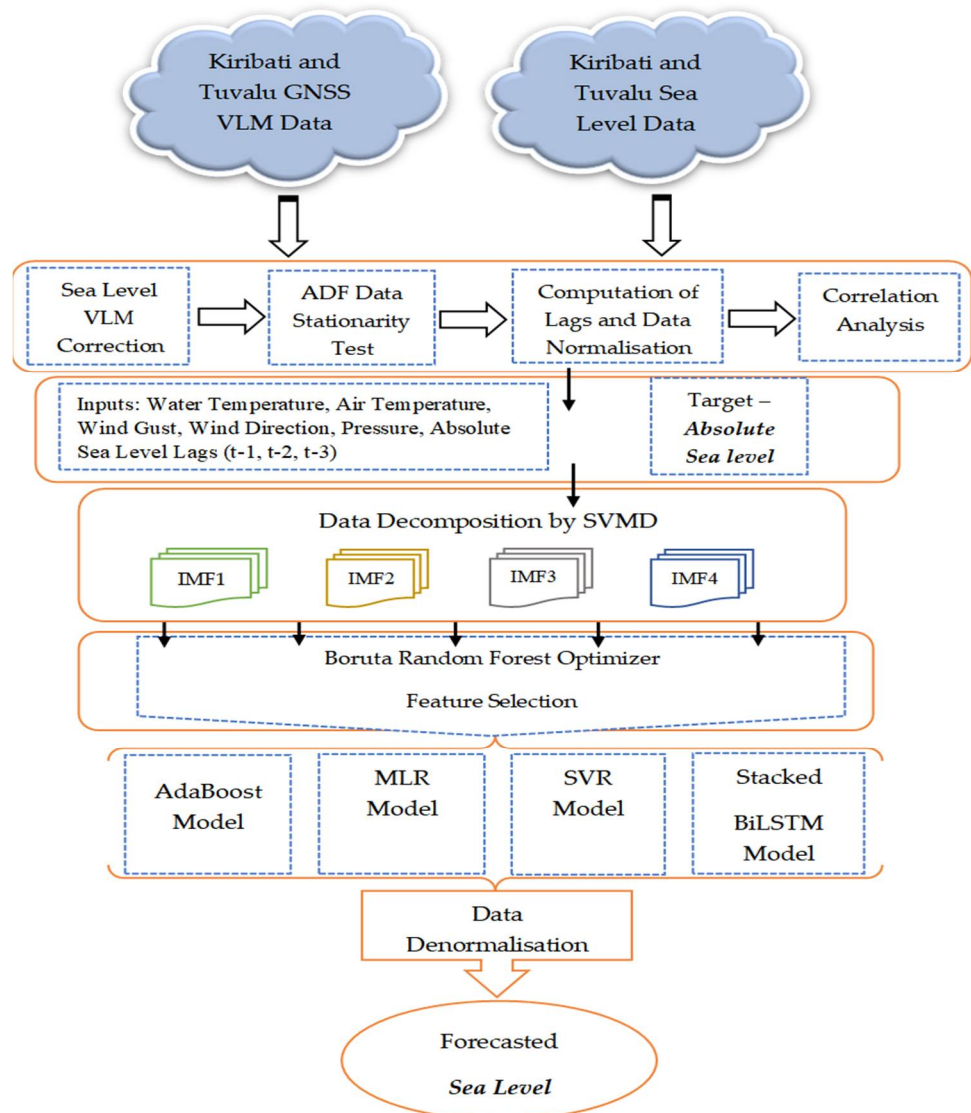 Kiribati and
Tuvalu GNSS
VLM Data
Kiribati and
Tuvalu Sea
Level Data
Sea Level
VLM
Correction
ADF Data
Stationarity
Test
Computation of
Lags and Data
Normalisation
Correlation
Analysis
Inputs: Water Temperature, Air Temperature,
Wind Gust, Wind Direction, Pressure, Absolute
Sea Level Lags (t-1, t-2, t-3)
Target –
Absolute
Sea level
Data Decomposition by SVMD
IMF1
IMF2
IMF3
IMF4
Boruta Random Forest Optimizer
Feature Selection
AdaBoost
Model
MLR
Model
SVR
Model
Stacked
BiLSTM
Model
Data
Denormalisation
Forecasted
Sea Level